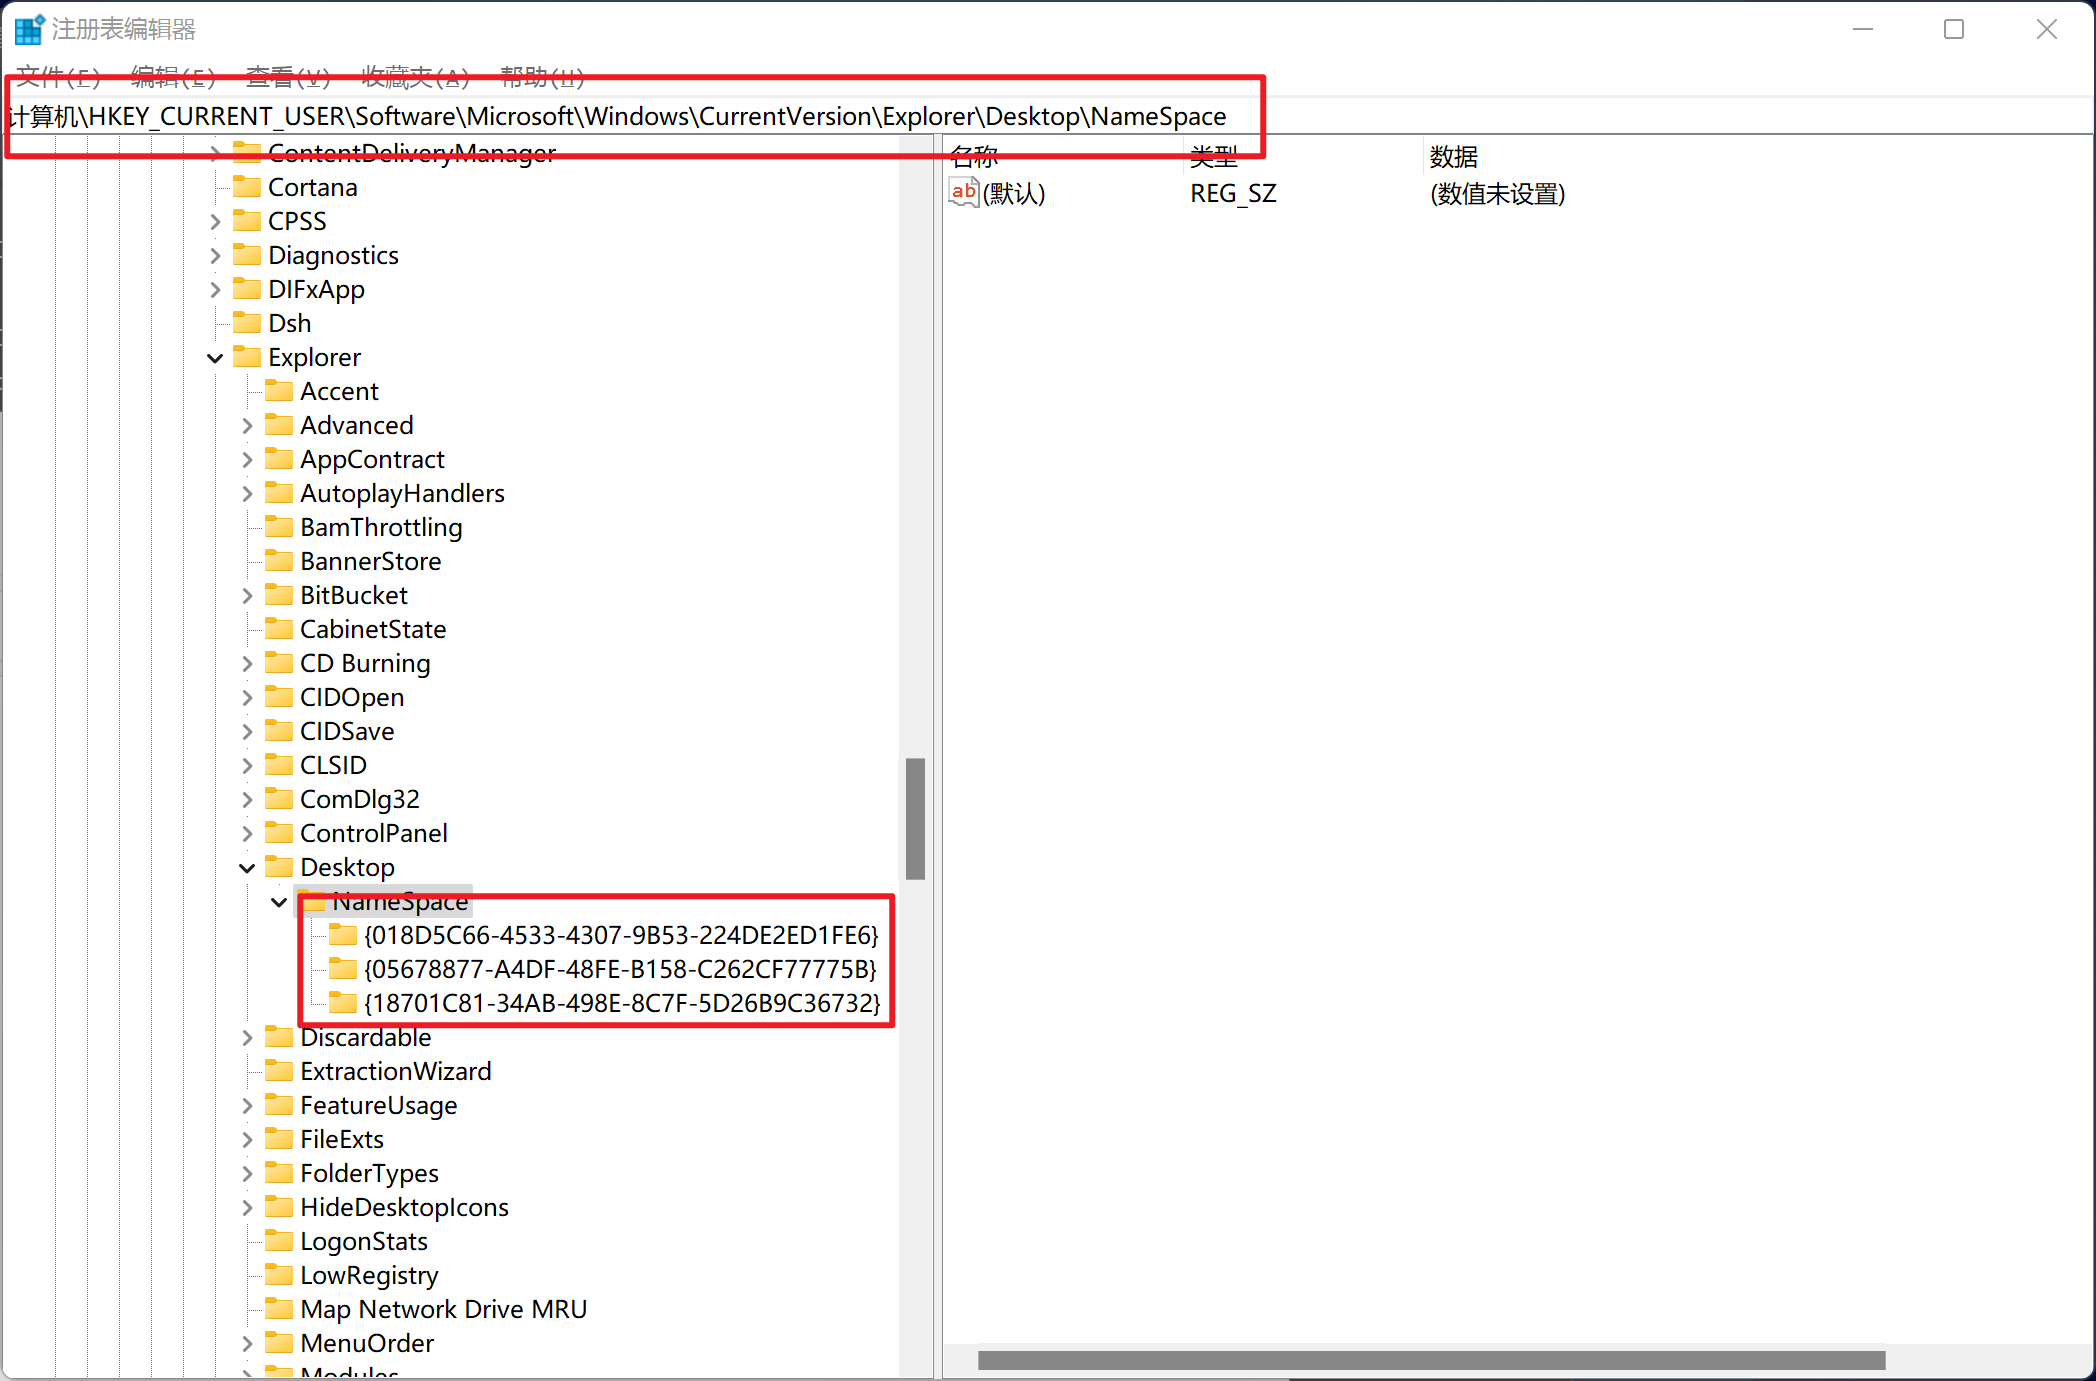 注册表编辑器
文件(F) 编辑(E) 查看(V) 收藏夹(A) 帮助(H)
计算机\HKEY_CURRENT_USER\Software\Microsoft\Windows\CurrentVersion\Explorer\Desktop\NameSpace
ContentDeliveryManager
Cortana
CPSS
Diagnostics
DIFxApp
Dsh
Explorer
Accent
Advanced
AppContract
AutoplayHandlers
BamThrottling
BannerStore
BitBucket
CabinetState
CD Burning
CIDOpen
CIDSave
CLSID
ComDlg32
ControlPanel
Desktop
NameSpace
{018D5C66-4533-4307-9B53-224DE2ED1FE6}
{05678877-A4DF-48FE-B158-C262CF77775B}
{18701C81-34AB-498E-8C7F-5D26B9C36732}
Discardable
ExtractionWizard
FeatureUsage
FileExts
FolderTypes
HideDesktopIcons
LogonStats
LowRegistry
Map Network Drive MRU
MenuOrder
Modules
名称 类型 数据
ab (默认) REG_SZ (数值未设置)